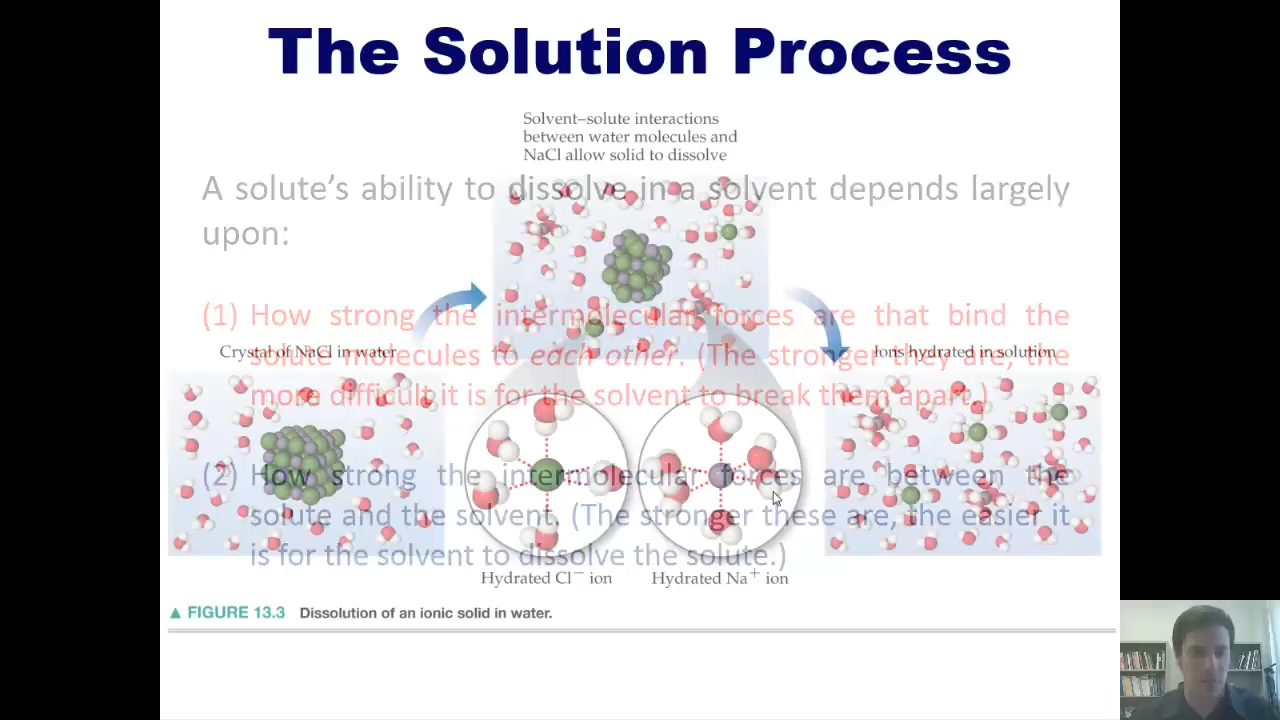 The Solution Process
Solvent–solute interactions
between water molecules and
NaCl allow solid to dissolve
A solute's ability to dissolve in a solvent depends largely
upon:
(1) How strong the intermolecular forces are that bind the
solute molecules to each other. (The stronger they are, the
more difficult it is for the solvent to break them apart.)
Crystal of NaCl in water
Ions hydrated in solution
(2) How strong the intermolecular forces are between the
solute and the solvent. (The stronger these are, the easier it
is for the solvent to dissolve the solute.)
Hydrated Cl⁻ ion
Hydrated Na⁺ ion
▲ FIGURE 13.3 Dissolution of an ionic solid in water.